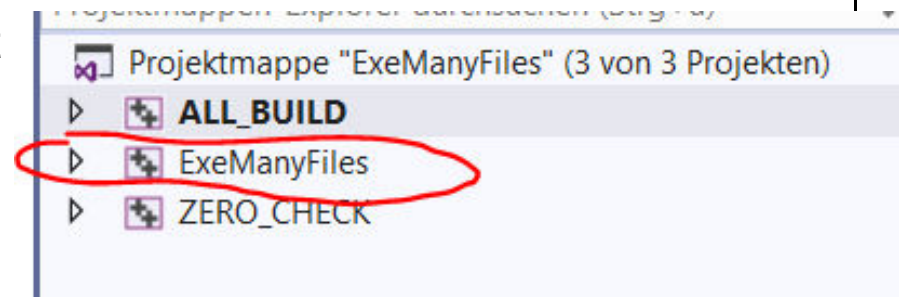 Projektmappe "ExeManyFiles" (3 von 3 Projekten)
ALL_BUILD
ExeManyFiles
ZERO_CHECK